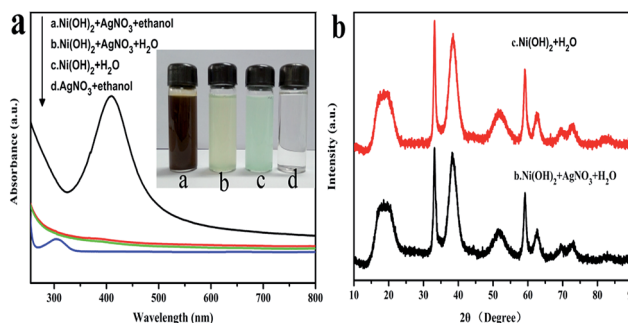 a
a.Ni(OH)2+AgNO3+ethanol
b.Ni(OH)2+AgNO3+H2O
c.Ni(OH)2+H2O
d.AgNO3+ethanol
a b c d
Absorbance (a.u.)
300 400 500 600 700 800
Wavelength (nm)
b
c.Ni(OH)2+H2O
b.Ni(OH)2+AgNO3+H2O
Intensity (a.u.)
10 20 30 40 50 60 70 80 90
2θ （Degree）